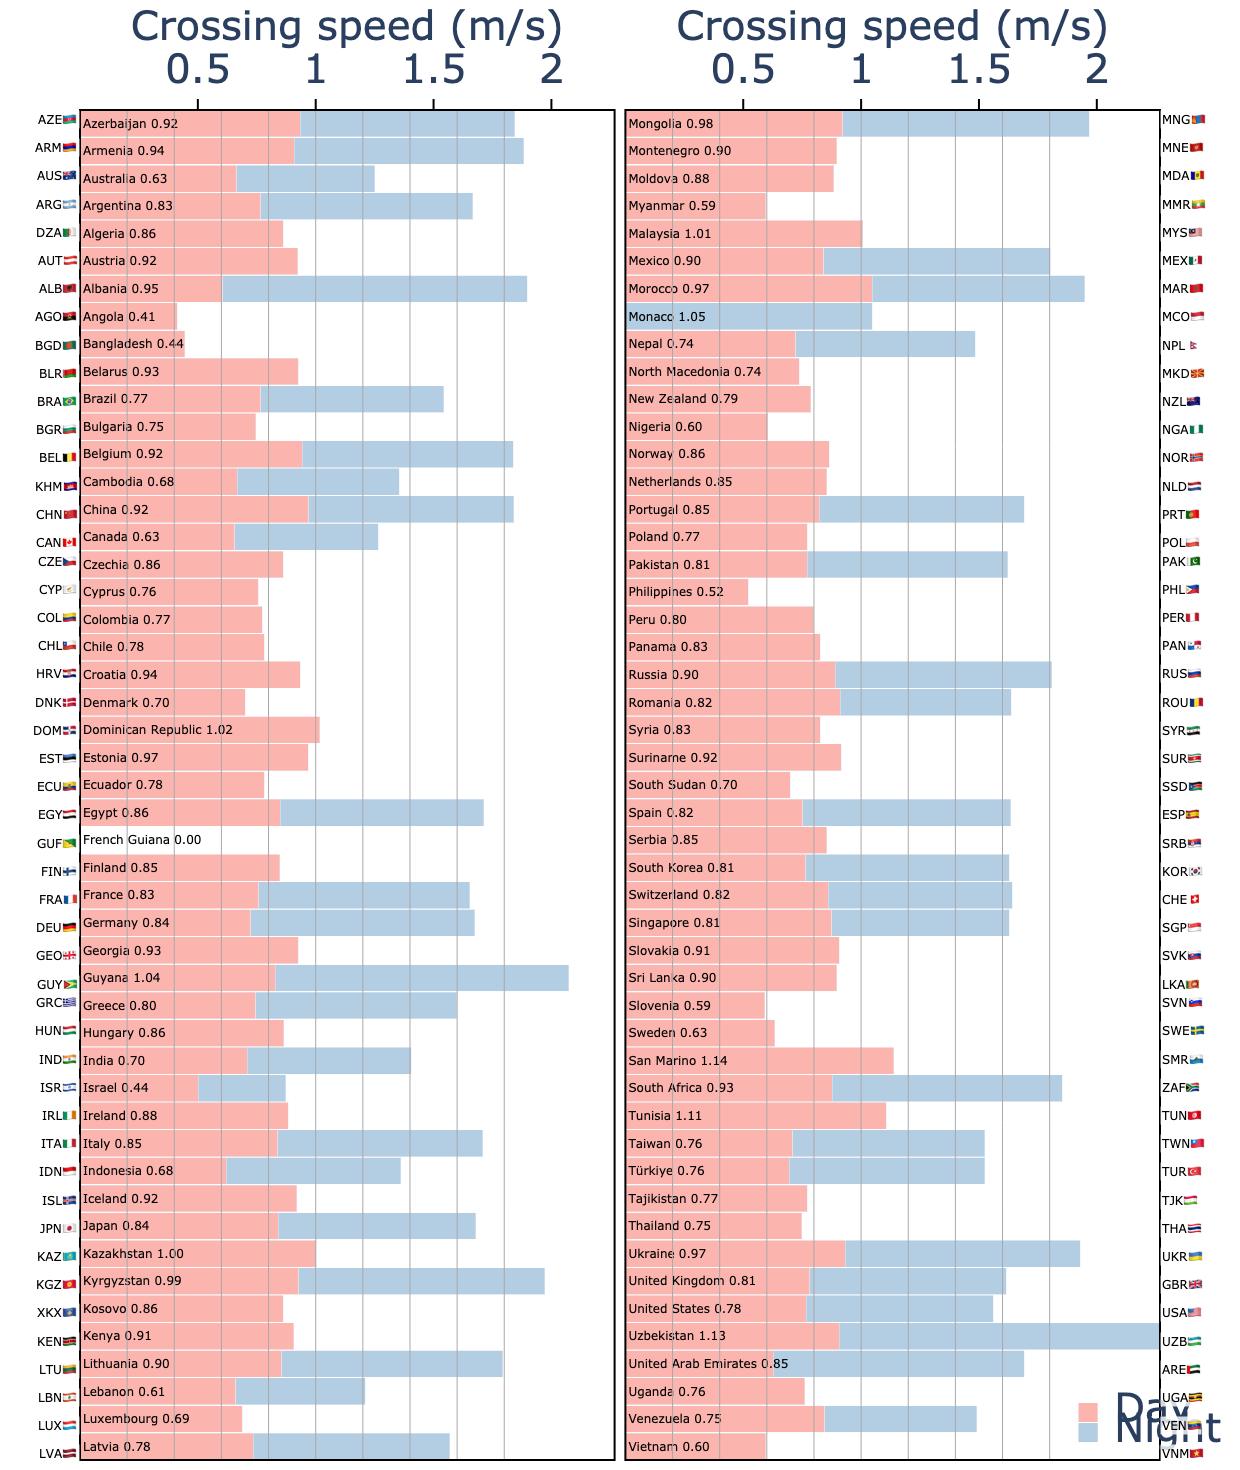 Crossing speed (m/s)
0.5 1 1.5 2
AZE Azerbaijan 0.92
ARM Armenia 0.94
AUS Australia 0.63
ARG Argentina 0.83
DZA Algeria 0.86
AUT Austria 0.92
ALB Albania 0.95
AGO Angola 0.41
BGD Bangladesh 0.44
BLR Belarus 0.93
BRA Brazil 0.77
BGR Bulgaria 0.75
BEL Belgium 0.92
KHM Cambodia 0.68
CHN China 0.92
CAN Canada 0.63
CZE Czechia 0.86
CYP Cyprus 0.76
COL Colombia 0.77
CHL Chile 0.78
HRV Croatia 0.94
DNK Denmark 0.70
DOM Dominican Republic 1.02
EST Estonia 0.97
ECU Ecuador 0.78
EGY Egypt 0.86
GUF French Guiana 0.00
FIN Finland 0.85
FRA France 0.83
DEU Germany 0.84
GEO Georgia 0.93
GUY Guyana 1.04
GRC Greece 0.80
HUN Hungary 0.86
IND India 0.70
ISR Israel 0.44
IRL Ireland 0.88
ITA Italy 0.85
IDN Indonesia 0.68
ISL Iceland 0.92
JPN Japan 0.84
KAZ Kazakhstan 1.00
KGZ Kyrgyzstan 0.99
XKX Kosovo 0.86
KEN Kenya 0.91
LTU Lithuania 0.90
LBN Lebanon 0.61
LUX Luxembourg 0.69
LVA Latvia 0.78
Crossing speed (m/s)
0.5 1 1.5 2
Mongolia 0.98 MNG
Montenegro 0.90 MNE
Moldova 0.88 MDA
Myanmar 0.59 MMR
Malaysia 1.01 MYS
Mexico 0.90 MEX
Morocco 0.97 MAR
Monaco 1.05 MCO
Nepal 0.74 NPL
North Macedonia 0.74 MKD
New Zealand 0.79 NZL
Nigeria 0.60 NGA
Norway 0.86 NOR
Netherlands 0.85 NLD
Portugal 0.85 PRT
Poland 0.77 POL
Pakistan 0.81 PAK
Philippines 0.52 PHL
Peru 0.80 PER
Panama 0.83 PAN
Russia 0.90 RUS
Romania 0.82 ROU
Syria 0.83 SYR
Suriname 0.92 SUR
South Sudan 0.70 SSD
Spain 0.82 ESP
Serbia 0.85 SRB
South Korea 0.81 KOR
Switzerland 0.82 CHE
Singapore 0.81 SGP
Slovakia 0.91 SVK
Sri Lanka 0.90 LKA
Slovenia 0.59 SVN
Sweden 0.63 SWE
San Marino 1.14 SMR
South Africa 0.93 ZAF
Tunisia 1.11 TUN
Taiwan 0.76 TWN
Türkiye 0.76 TUR
Tajikistan 0.77 TJK
Thailand 0.75 THA
Ukraine 0.97 UKR
United Kingdom 0.81 GBR
United States 0.78 USA
Uzbekistan 1.13 UZB
United Arab Emirates 0.85 ARE
Uganda 0.76 UGA
Venezuela 0.75 VEN
Vietnam 0.60 VNM
Day
Night